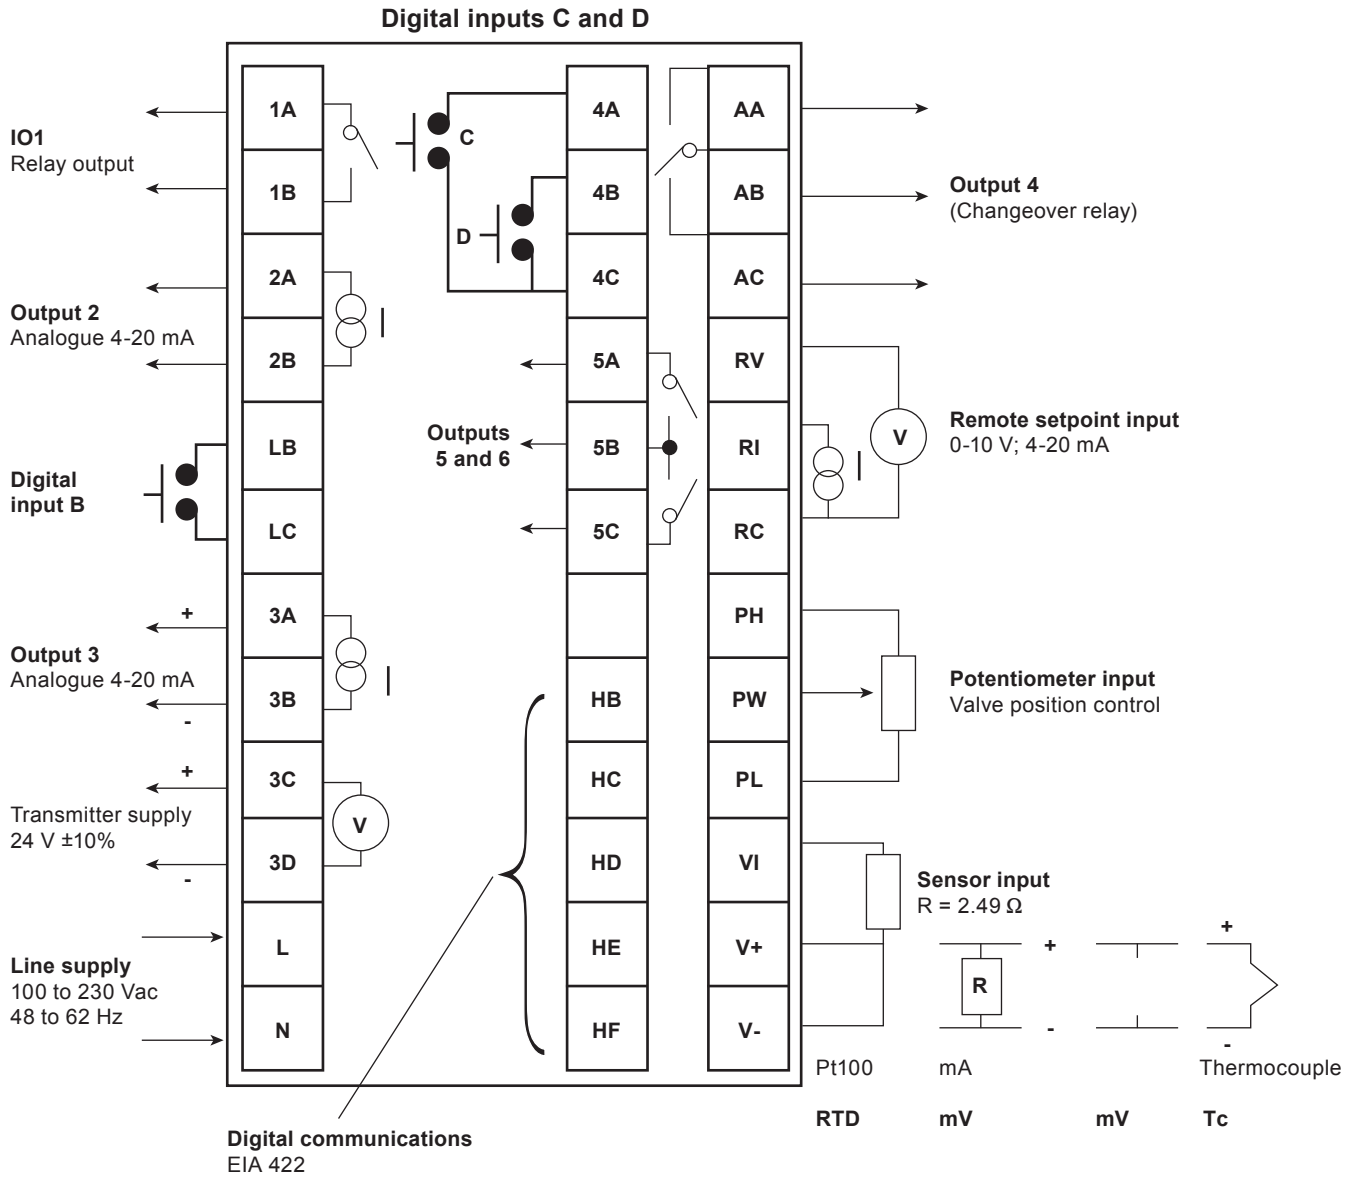 Digital inputs C and D
IO1
Relay output
Output 2
Analogue 4-20 mA
Digital
input B
+
Output 3
Analogue 4-20 mA
-
+
Transmitter supply
24 V ±10%
-
Line supply
100 to 230 Vac
48 to 62 Hz
1A
1B
2A
2B
LB
LC
3A
3B
3C
3D
L
N
I
I
V
C
D
Outputs
5 and 6
4A
4B
4C
5A
5B
5C
HB
HC
HD
HE
HF
AA
AB
AC
RV
RI
RC
PH
PW
PL
VI
V+
V-
Output 4
(Changeover relay)
V
I
Remote setpoint input
0-10 V; 4-20 mA
Potentiometer input
Valve position control
Sensor input
R = 2.49 Ω
+
+
R
-
-
Pt100
mA
Thermocouple
RTD
mV
mV
Tc
Digital communications
EIA 422